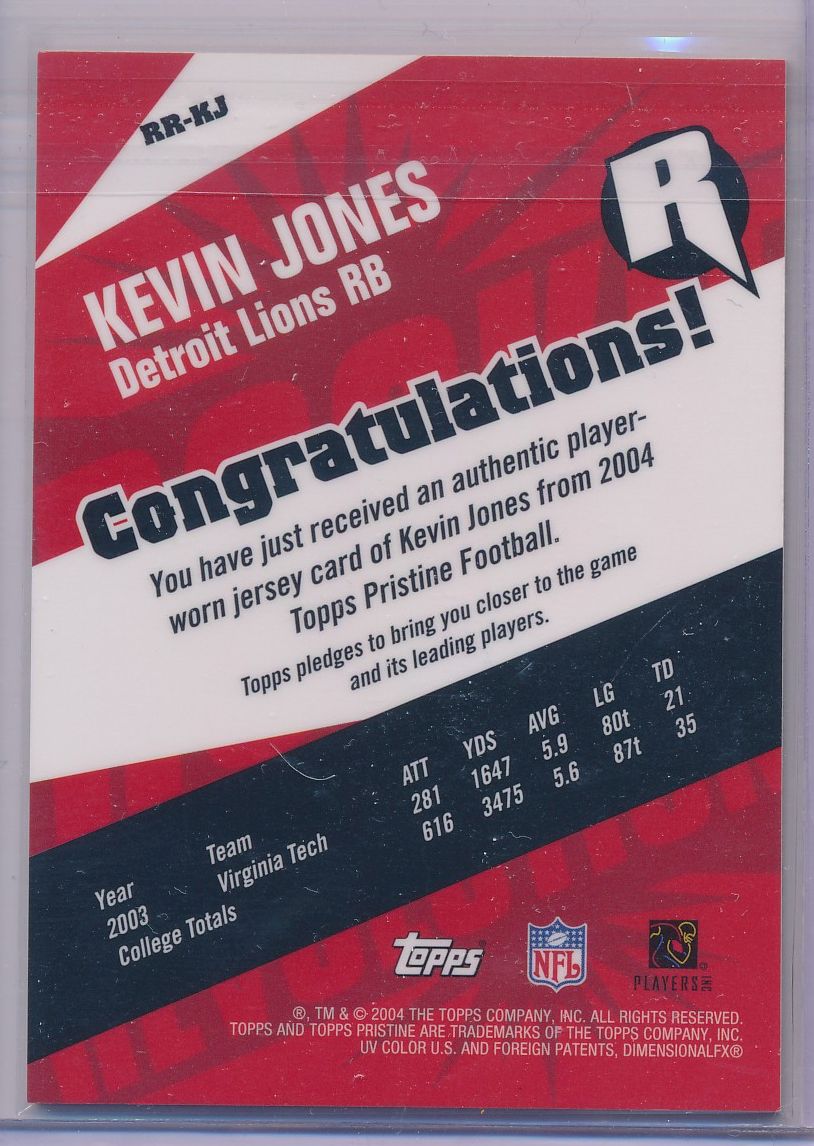 RR-KJ
R
KEVIN JONES
Detroit Lions RB
Congratulations!
You have just received an authentic player-
worn jersey card of Kevin Jones from 2004
Topps Pristine Football.
Topps pledges to bring you closer to the game
and its leading players.
Year Team ATT YDS AVG LG TD
2003 Virginia Tech 281 1647 5.9 80t 21
College Totals 616 3475 5.6 87t 35
topps NFL PLAYERS INC
®, TM & © 2004 THE TOPPS COMPANY, INC. ALL RIGHTS RESERVED.
TOPPS AND TOPPS PRISTINE ARE TRADEMARKS OF THE TOPPS COMPANY, INC.
UV COLOR U.S. AND FOREIGN PATENTS, DIMENSIONALFX®